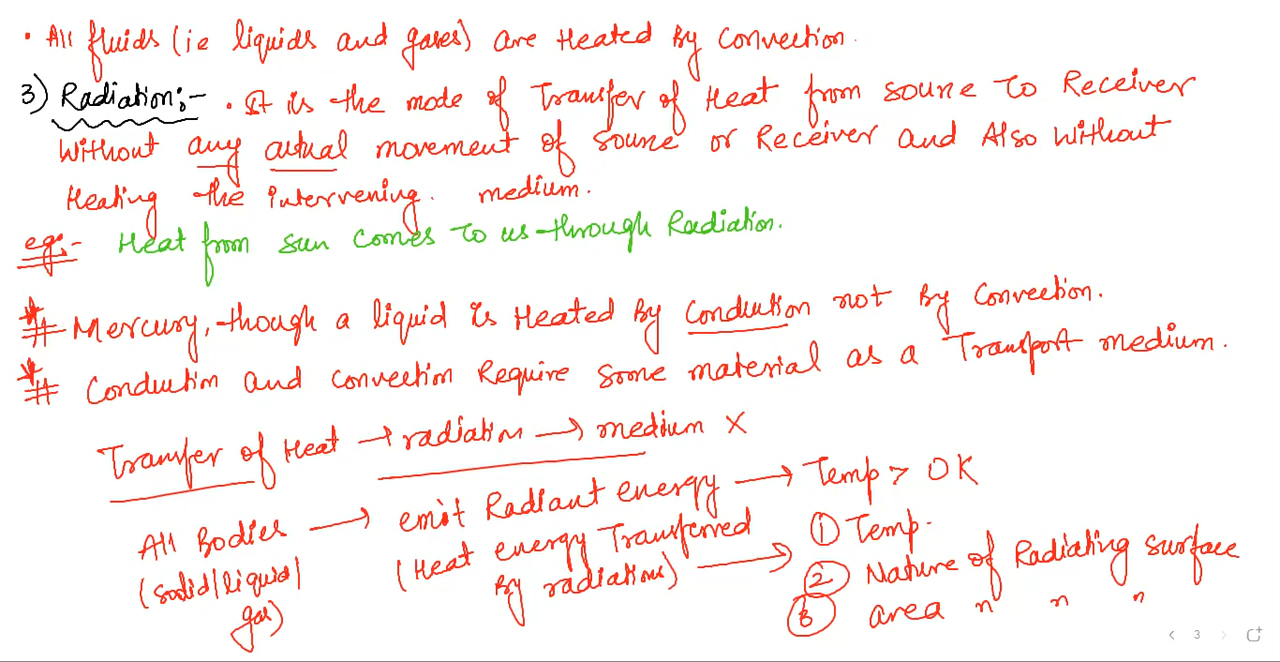 • All fluids (ie liquids and gases) are Heated By Convection.
3) Radiation:- • It is the mode of Transfer of Heat from source to Receiver
Without any actual movement of source or Receiver and Also Without
Heating the intervening. medium.
eg:- Heat from sun comes to us through Radiation.
# Mercury, though a liquid is Heated By Conduction not By Convection.
# Conduction and convection Require some material as a Transport medium.
Transfer of Heat → radiation → medium X
All Bodies → emit Radiant energy → Temp > 0K
(solid/liquid/ (Heat energy Transferred → ① Temp.
gas) By radiations) ② Nature of Radiating surface
③ area " " "
< 3 >